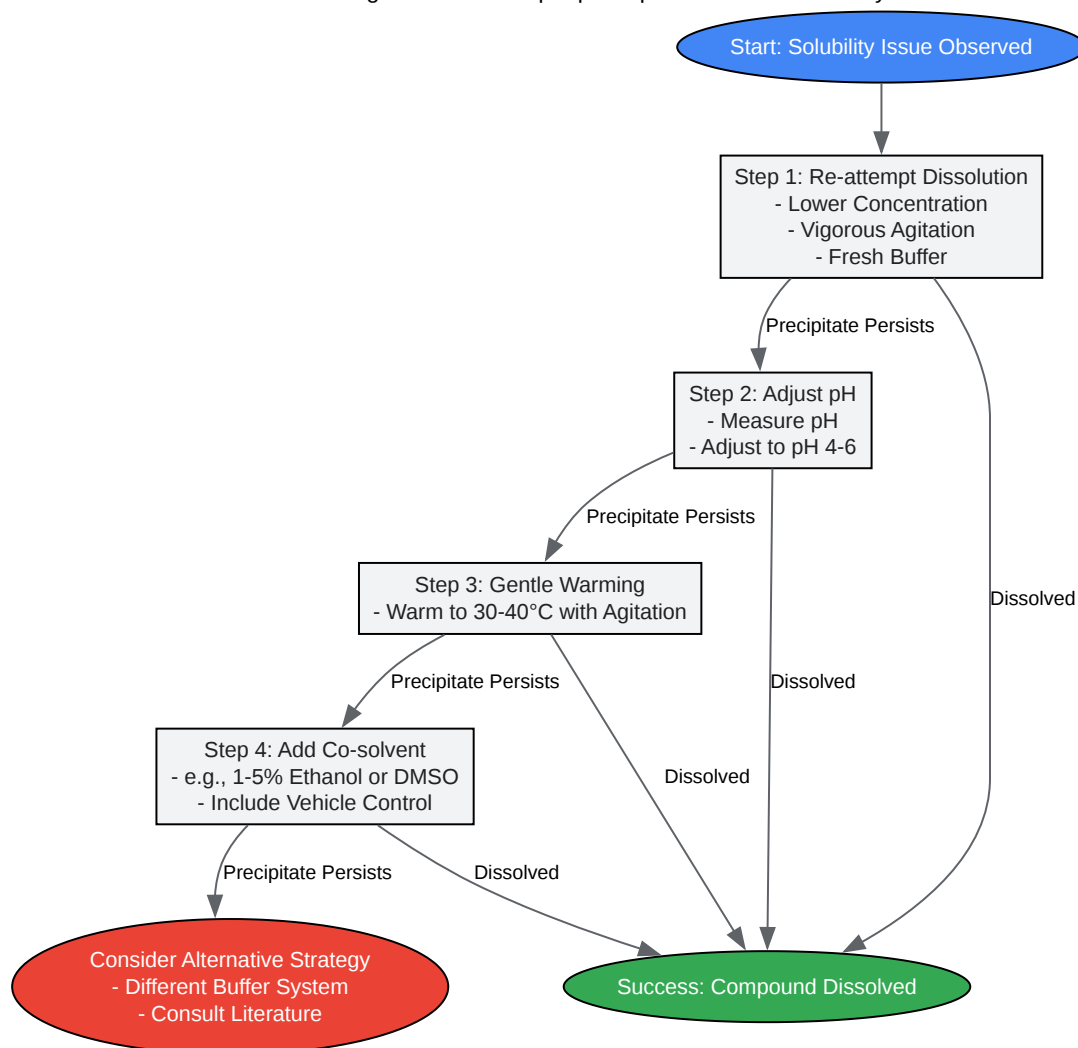 Start: Solubility Issue Observed
Step 1: Re-attempt Dissolution
- Lower Concentration
- Vigorous Agitation
- Fresh Buffer
Precipitate Persists
Step 2: Adjust pH
- Measure pH
- Adjust to pH 4-6
Precipitate Persists
Step 3: Gentle Warming
- Warm to 30-40°C with Agitation
Dissolved
Precipitate Persists
Dissolved
Step 4: Add Co-solvent
- e.g., 1-5% Ethanol or DMSO
- Include Vehicle Control
Dissolved
Precipitate Persists
Dissolved
Consider Alternative Strategy
- Different Buffer System
- Consult Literature
Success: Compound Dissolved